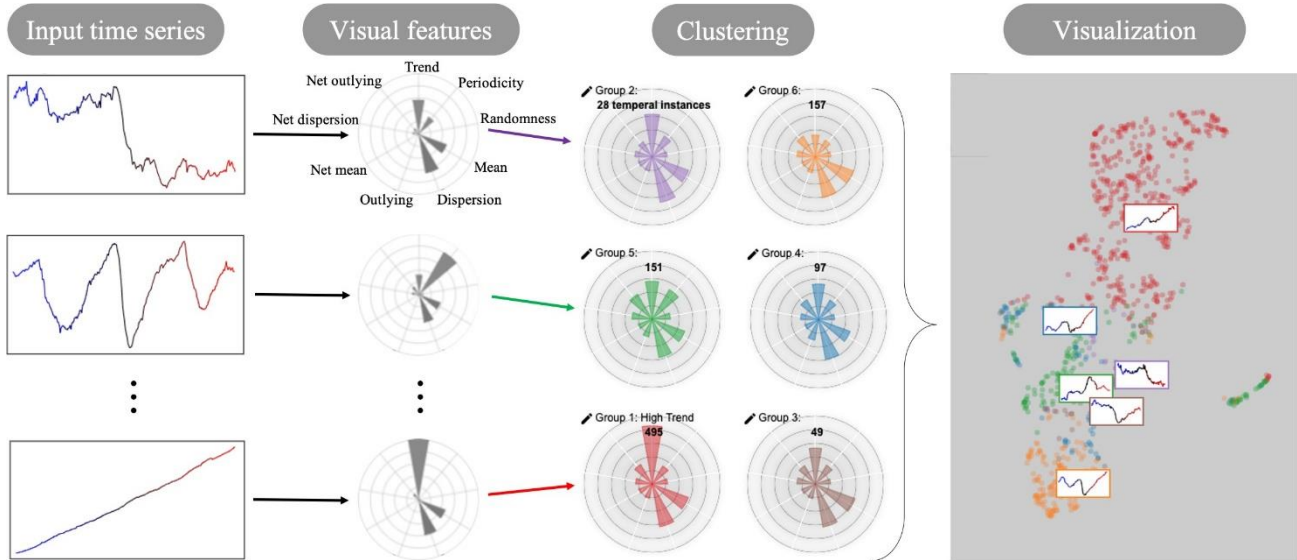 Input time series
Visual features
Clustering
Visualization
Trend
Net outlying
Periodicity
Net dispersion
Randomness
Net mean
Mean
Outlying
Dispersion
Group 2:
28 temperal instances
Group 6:
157
Group 5:
151
Group 4:
97
Group 1: High Trend
495
Group 3:
49